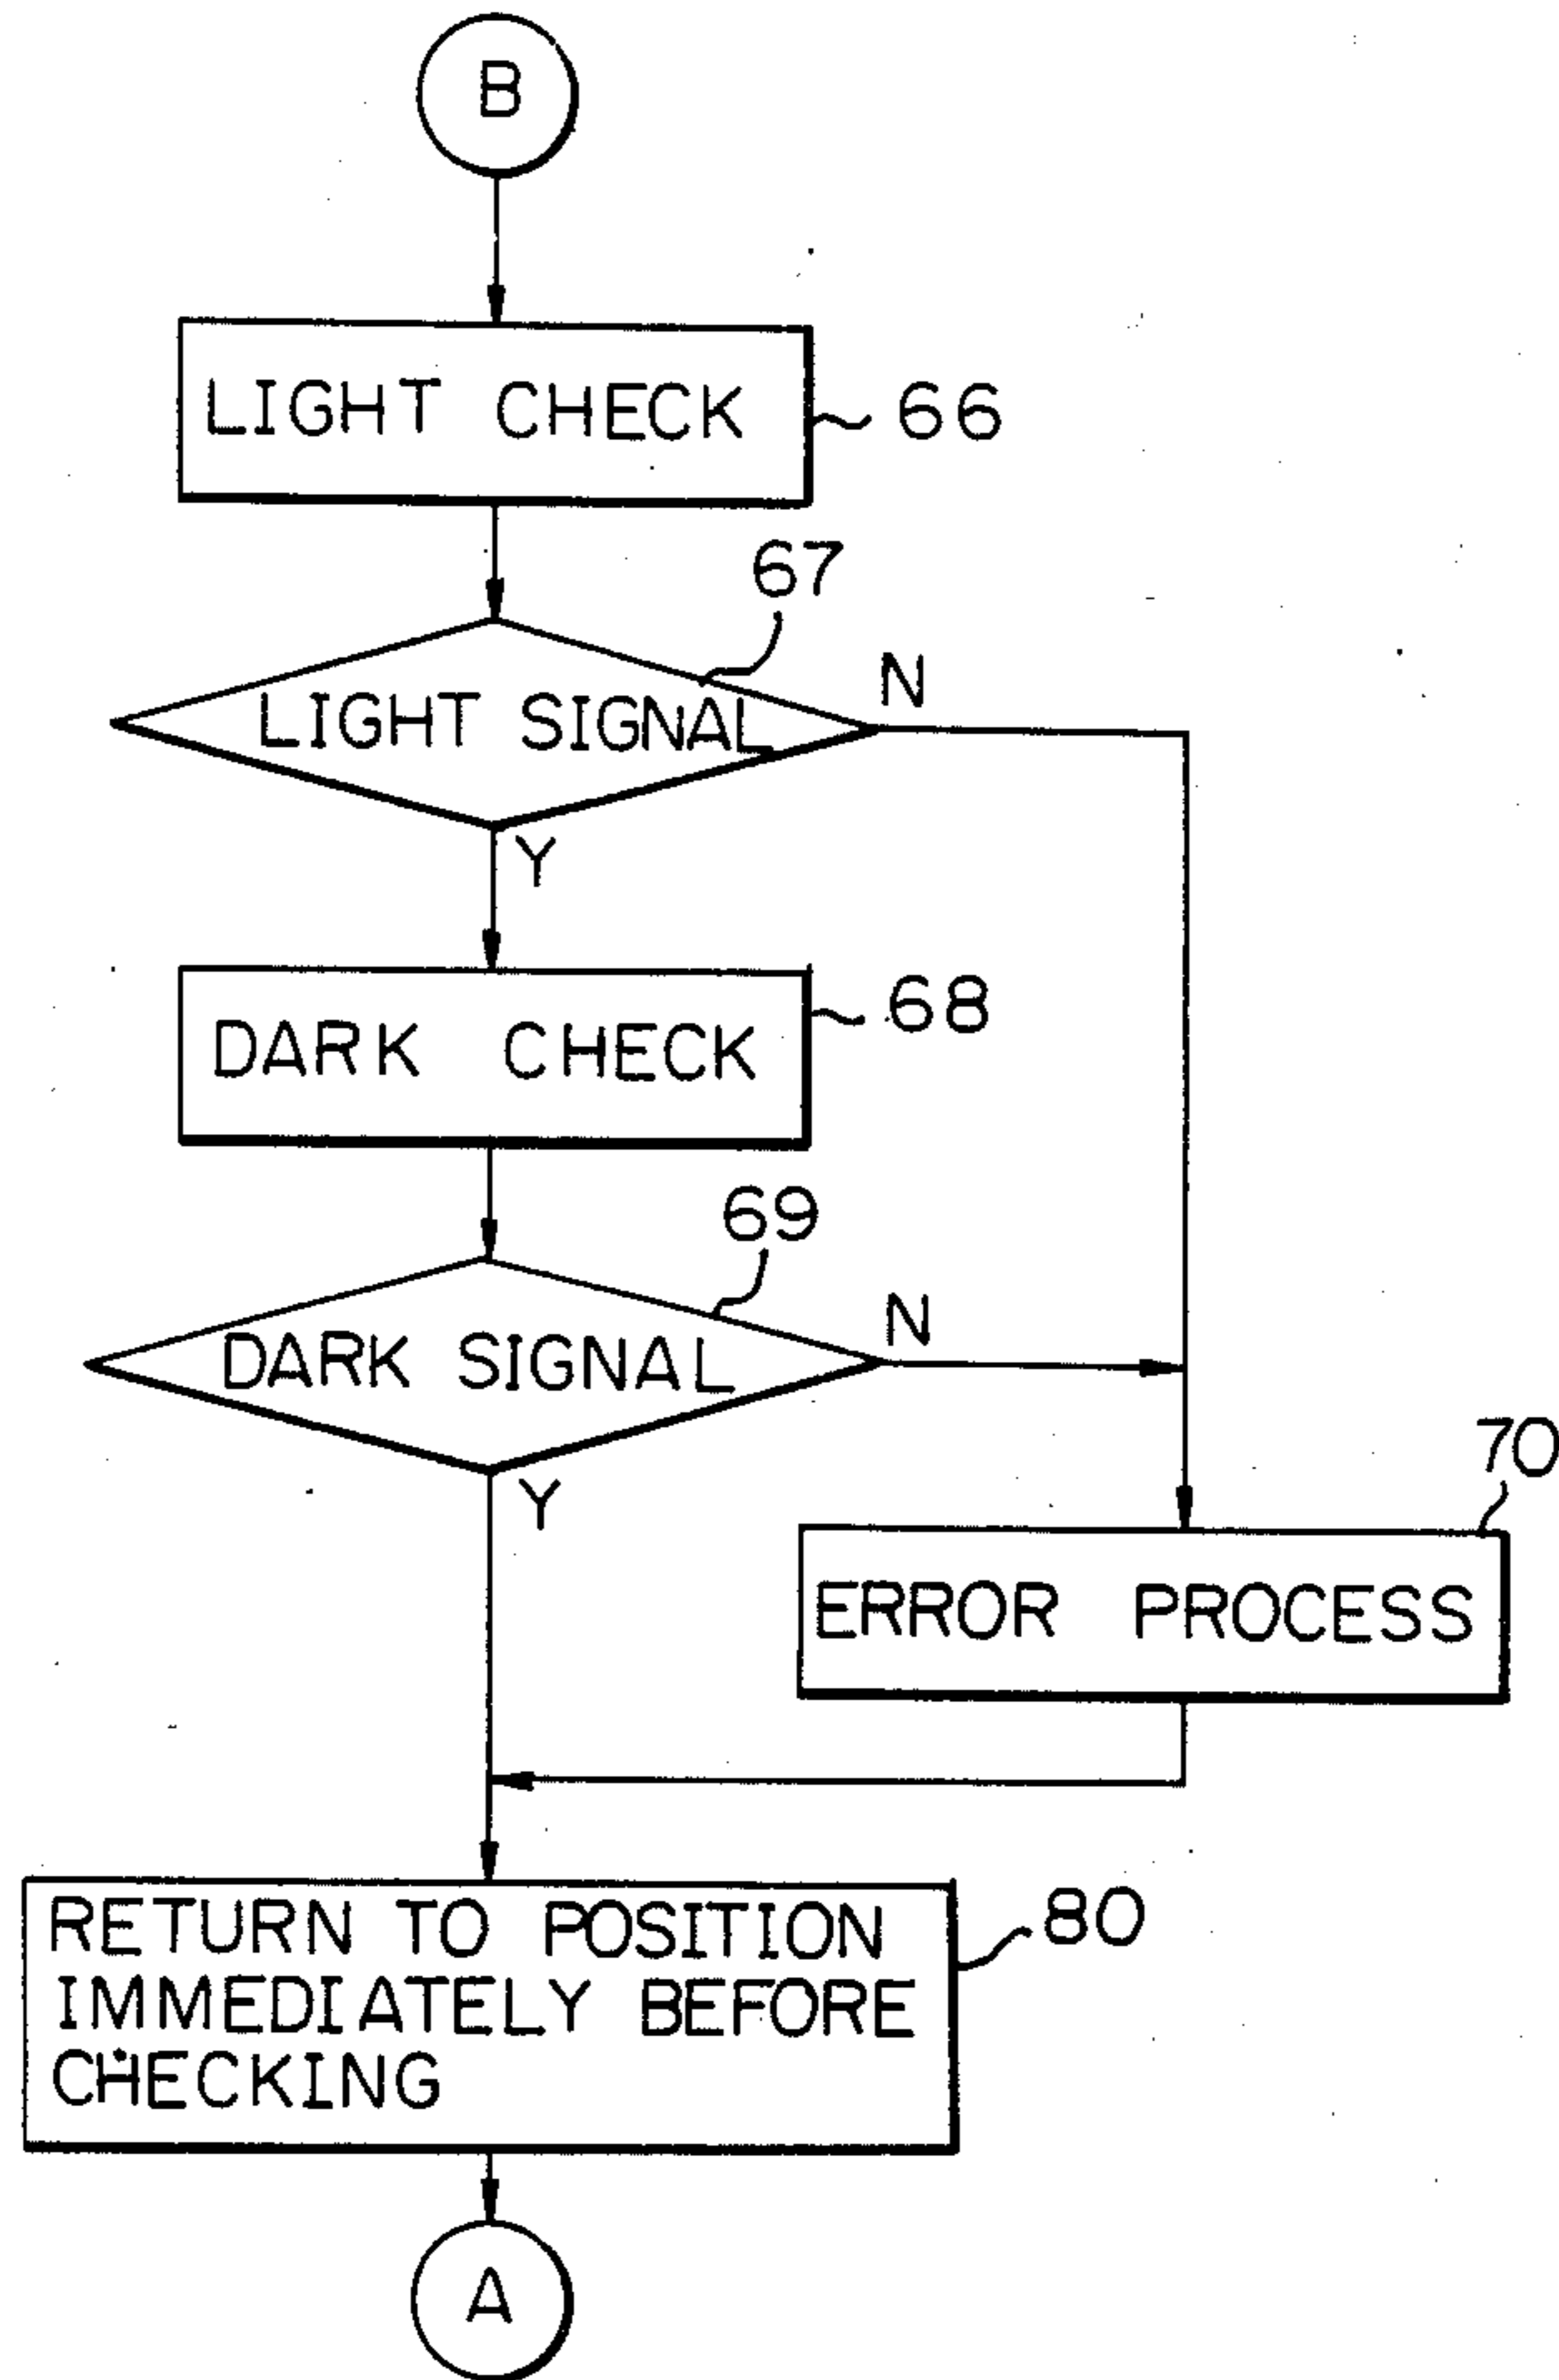 B
LIGHT CHECK
66
67
LIGHT SIGNAL
N
Y
DARK CHECK
68
69
DARK SIGNAL
N
Y
70
ERROR PROCESS
RETURN TO POSITION
IMMEDIATELY BEFORE
CHECKING
80
A